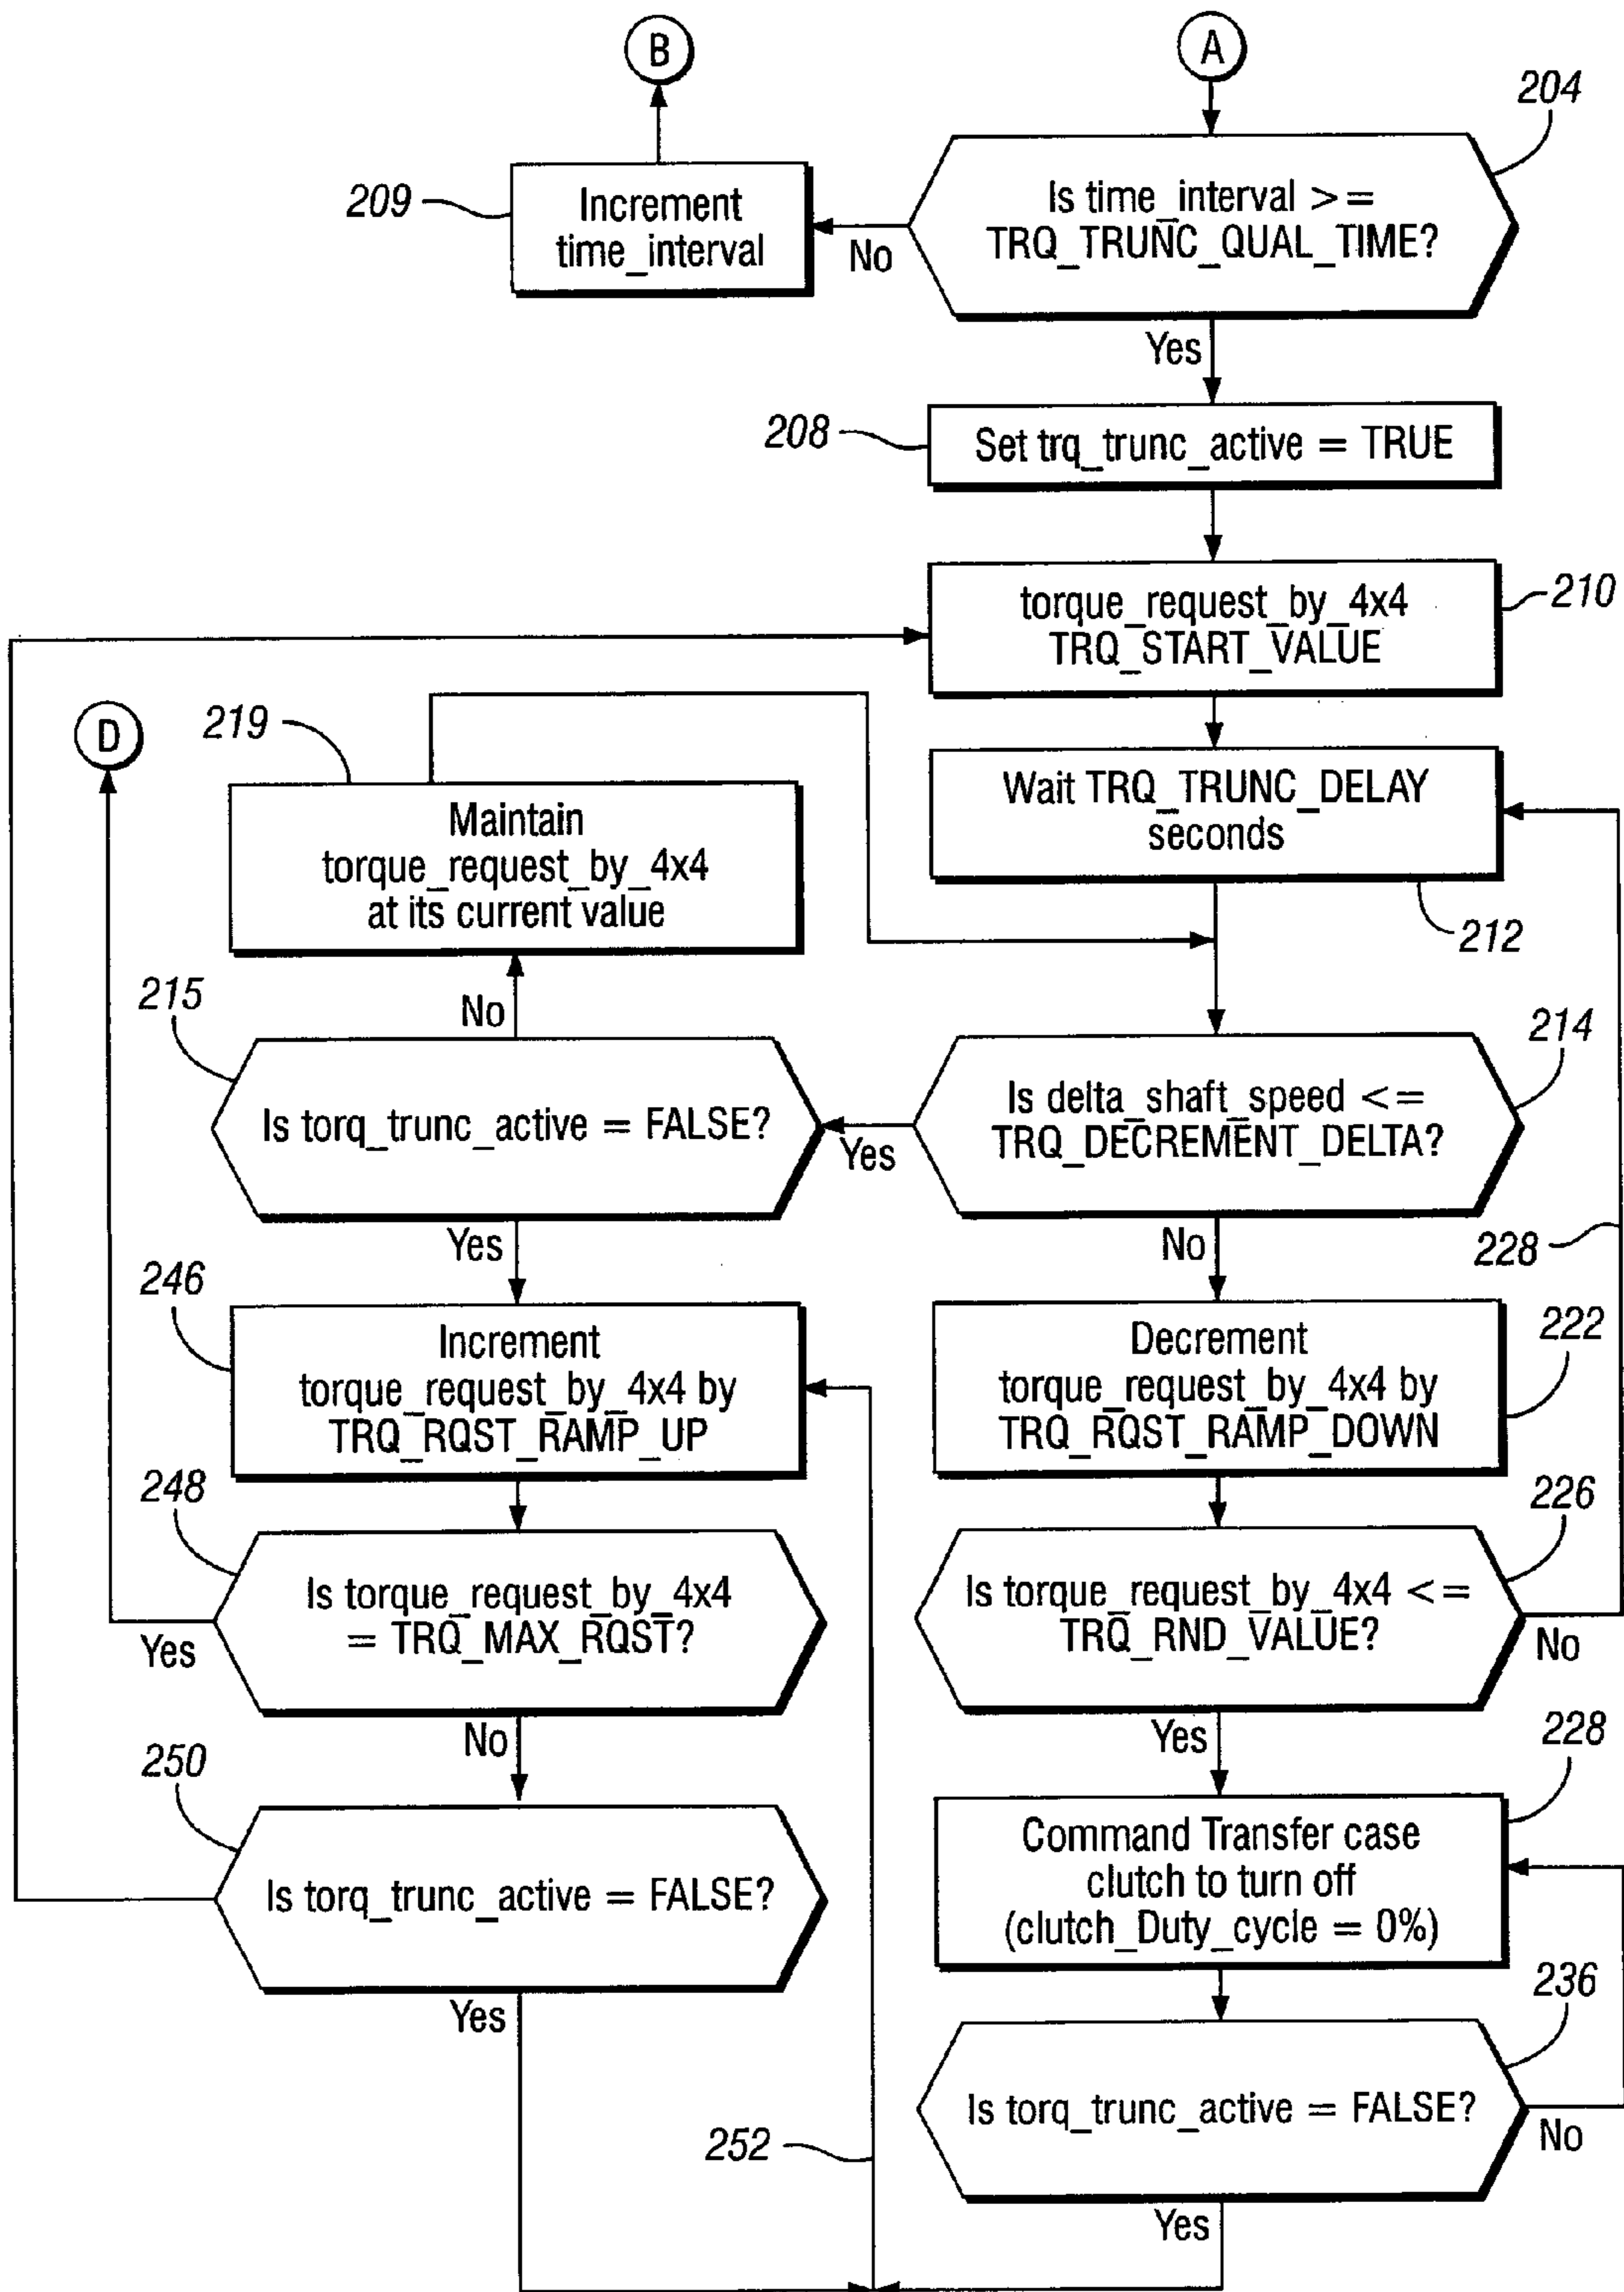 B
A
204
209
Increment
time_interval
No
Is time_interval >=
TRQ_TRUNC_QUAL_TIME?
Yes
208
Set trq_trunc_active = TRUE
torque_request_by_4x4
TRQ_START_VALUE
210
D
219
Maintain
torque_request_by_4x4
at its current value
Wait TRQ_TRUNC_DELAY
seconds
212
215
No
214
Is torq_trunc_active = FALSE?
Yes
Is delta_shaft_speed <=
TRQ_DECREMENT_DELTA?
Yes
No
228
246
Increment
torque_request_by_4x4 by
TRQ_RQST_RAMP_UP
Decrement
torque_request_by_4x4 by
TRQ_RQST_RAMP_DOWN
222
248
Is torque_request_by_4x4
= TRQ_MAX_RQST?
Yes
No
226
Is torque_request_by_4x4 <=
TRQ_RND_VALUE?
No
Yes
250
Is torq_trunc_active = FALSE?
Yes
228
Command Transfer case
clutch to turn off
(clutch_Duty_cycle = 0%)
236
Is torq_trunc_active = FALSE?
No
Yes
252